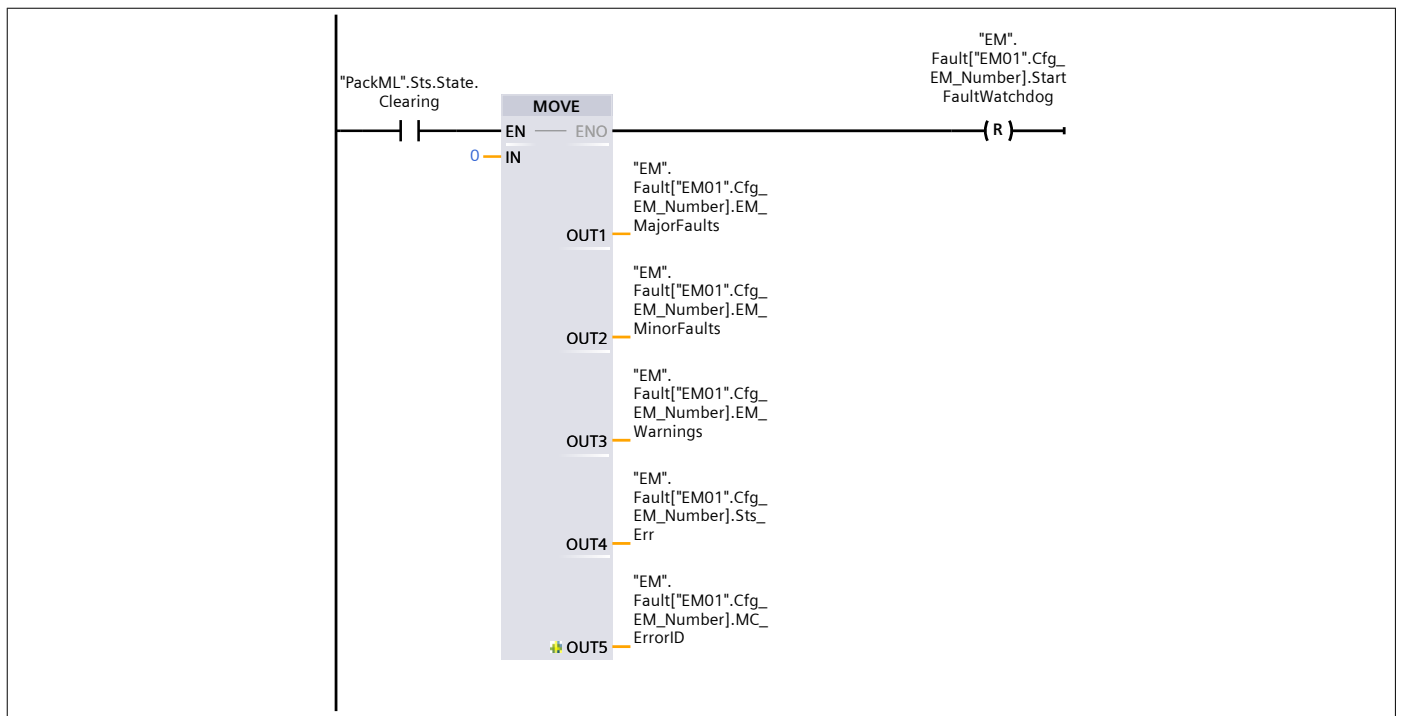 "EM".
Fault["EM01".Cfg_
EM_Number].Start
FaultWatchdog
"PackML".Sts.State.
Clearing
MOVE
EN ENO
( R )
0 IN
"EM".
Fault["EM01".Cfg_
EM_Number].EM_
MajorFaults
OUT1
"EM".
Fault["EM01".Cfg_
EM_Number].EM_
MinorFaults
OUT2
"EM".
Fault["EM01".Cfg_
EM_Number].EM_
Warnings
OUT3
"EM".
Fault["EM01".Cfg_
EM_Number].Sts_
Err
OUT4
"EM".
Fault["EM01".Cfg_
EM_Number].MC_
ErrorID
OUT5